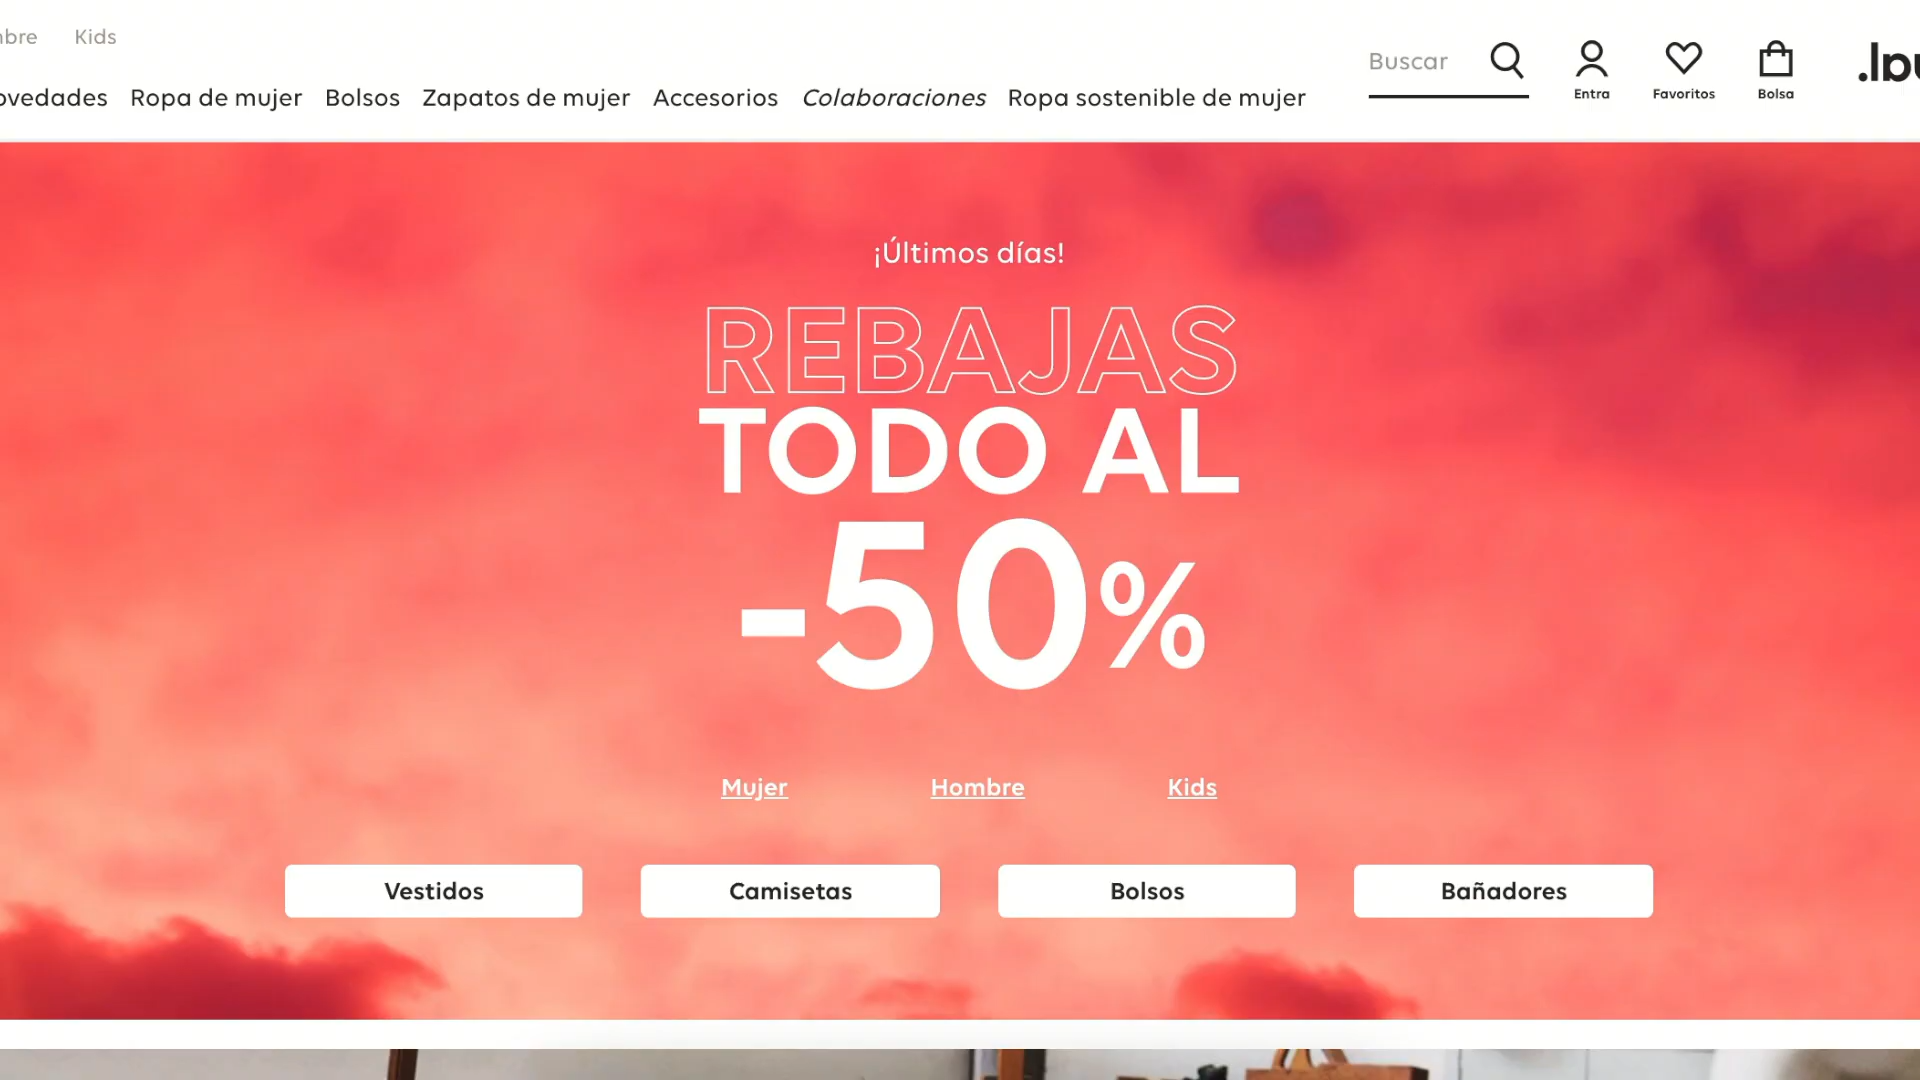 Kids
Buscar
Ropa de mujer Bolsos Zapatos de mujer Accesorios Colaboraciones Ropa sostenible de mujer
Entra Favoritos Bolsa
¡Últimos días!
REBAJAS
TODO AL
-50%
Mujer Hombre Kids
Vestidos Camisetas Bolsos Bañadores